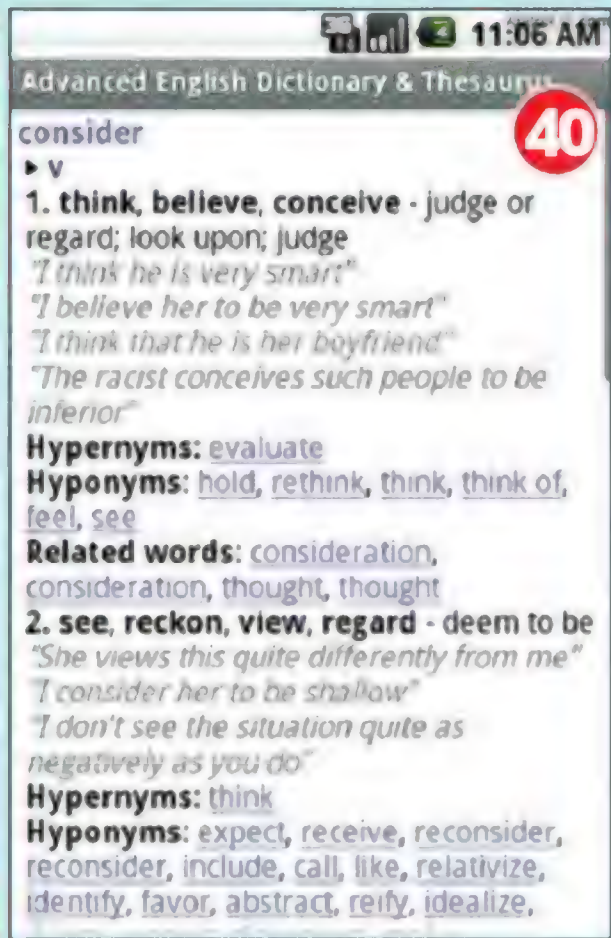 11:06 AM
Advanced English Dictionary & Thesaurus
40
consider
▸ v
1. think, believe, conceive - judge or
regard; look upon; judge
"I think he is very smart"
"I believe her to be very smart"
"I think that he is her boyfriend"
"The racist conceives such people to be
inferior"
Hypernyms: evaluate
Hyponyms: hold, rethink, think, think of,
feel, see
Related words: consideration,
consideration, thought, thought
2. see, reckon, view, regard - deem to be
"She views this quite differently from me"
"I consider her to be shallow"
"I don't see the situation quite as
negatively as you do"
Hypernyms: think
Hyponyms: expect, receive, reconsider,
reconsider, include, call, like, relativize,
identify, favor, abstract, reify, idealize,